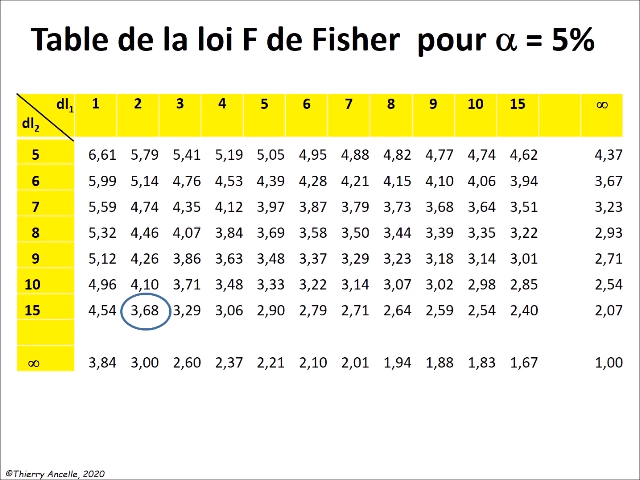 Table de la loi F de Fisher pour α = 5%
dl1 1 2 3 4 5 6 7 8 9 10 15 ∞
dl2
5 6,61 5,79 5,41 5,19 5,05 4,95 4,88 4,82 4,77 4,74 4,62 4,37
6 5,99 5,14 4,76 4,53 4,39 4,28 4,21 4,15 4,10 4,06 3,94 3,67
7 5,59 4,74 4,35 4,12 3,97 3,87 3,79 3,73 3,68 3,64 3,51 3,23
8 5,32 4,46 4,07 3,84 3,69 3,58 3,50 3,44 3,39 3,35 3,22 2,93
9 5,12 4,26 3,86 3,63 3,48 3,37 3,29 3,23 3,18 3,14 3,01 2,71
10 4,96 4,10 3,71 3,48 3,33 3,22 3,14 3,07 3,02 2,98 2,85 2,54
15 4,54 3,68 3,29 3,06 2,90 2,79 2,71 2,64 2,59 2,54 2,40 2,07
∞ 3,84 3,00 2,60 2,37 2,21 2,10 2,01 1,94 1,88 1,83 1,67 1,00
©Thierry Ancelle, 2020